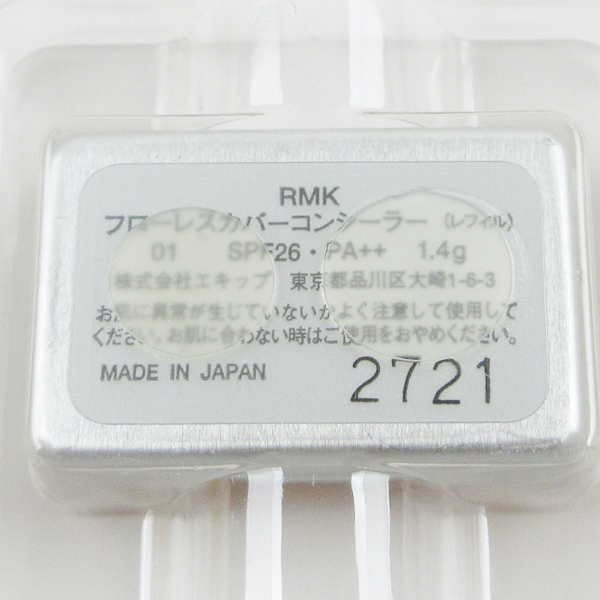 RMK
フローレスカバーコンシーラー (レフィル)
01 SPF26・PA++ 1.4g
株式会社エキップ 東京都品川区大崎1-6-3
お肌に異常が生じていないかよく注意して使用して
ください。お肌に合わない時はご使用をおやめください。
MADE IN JAPAN 2721